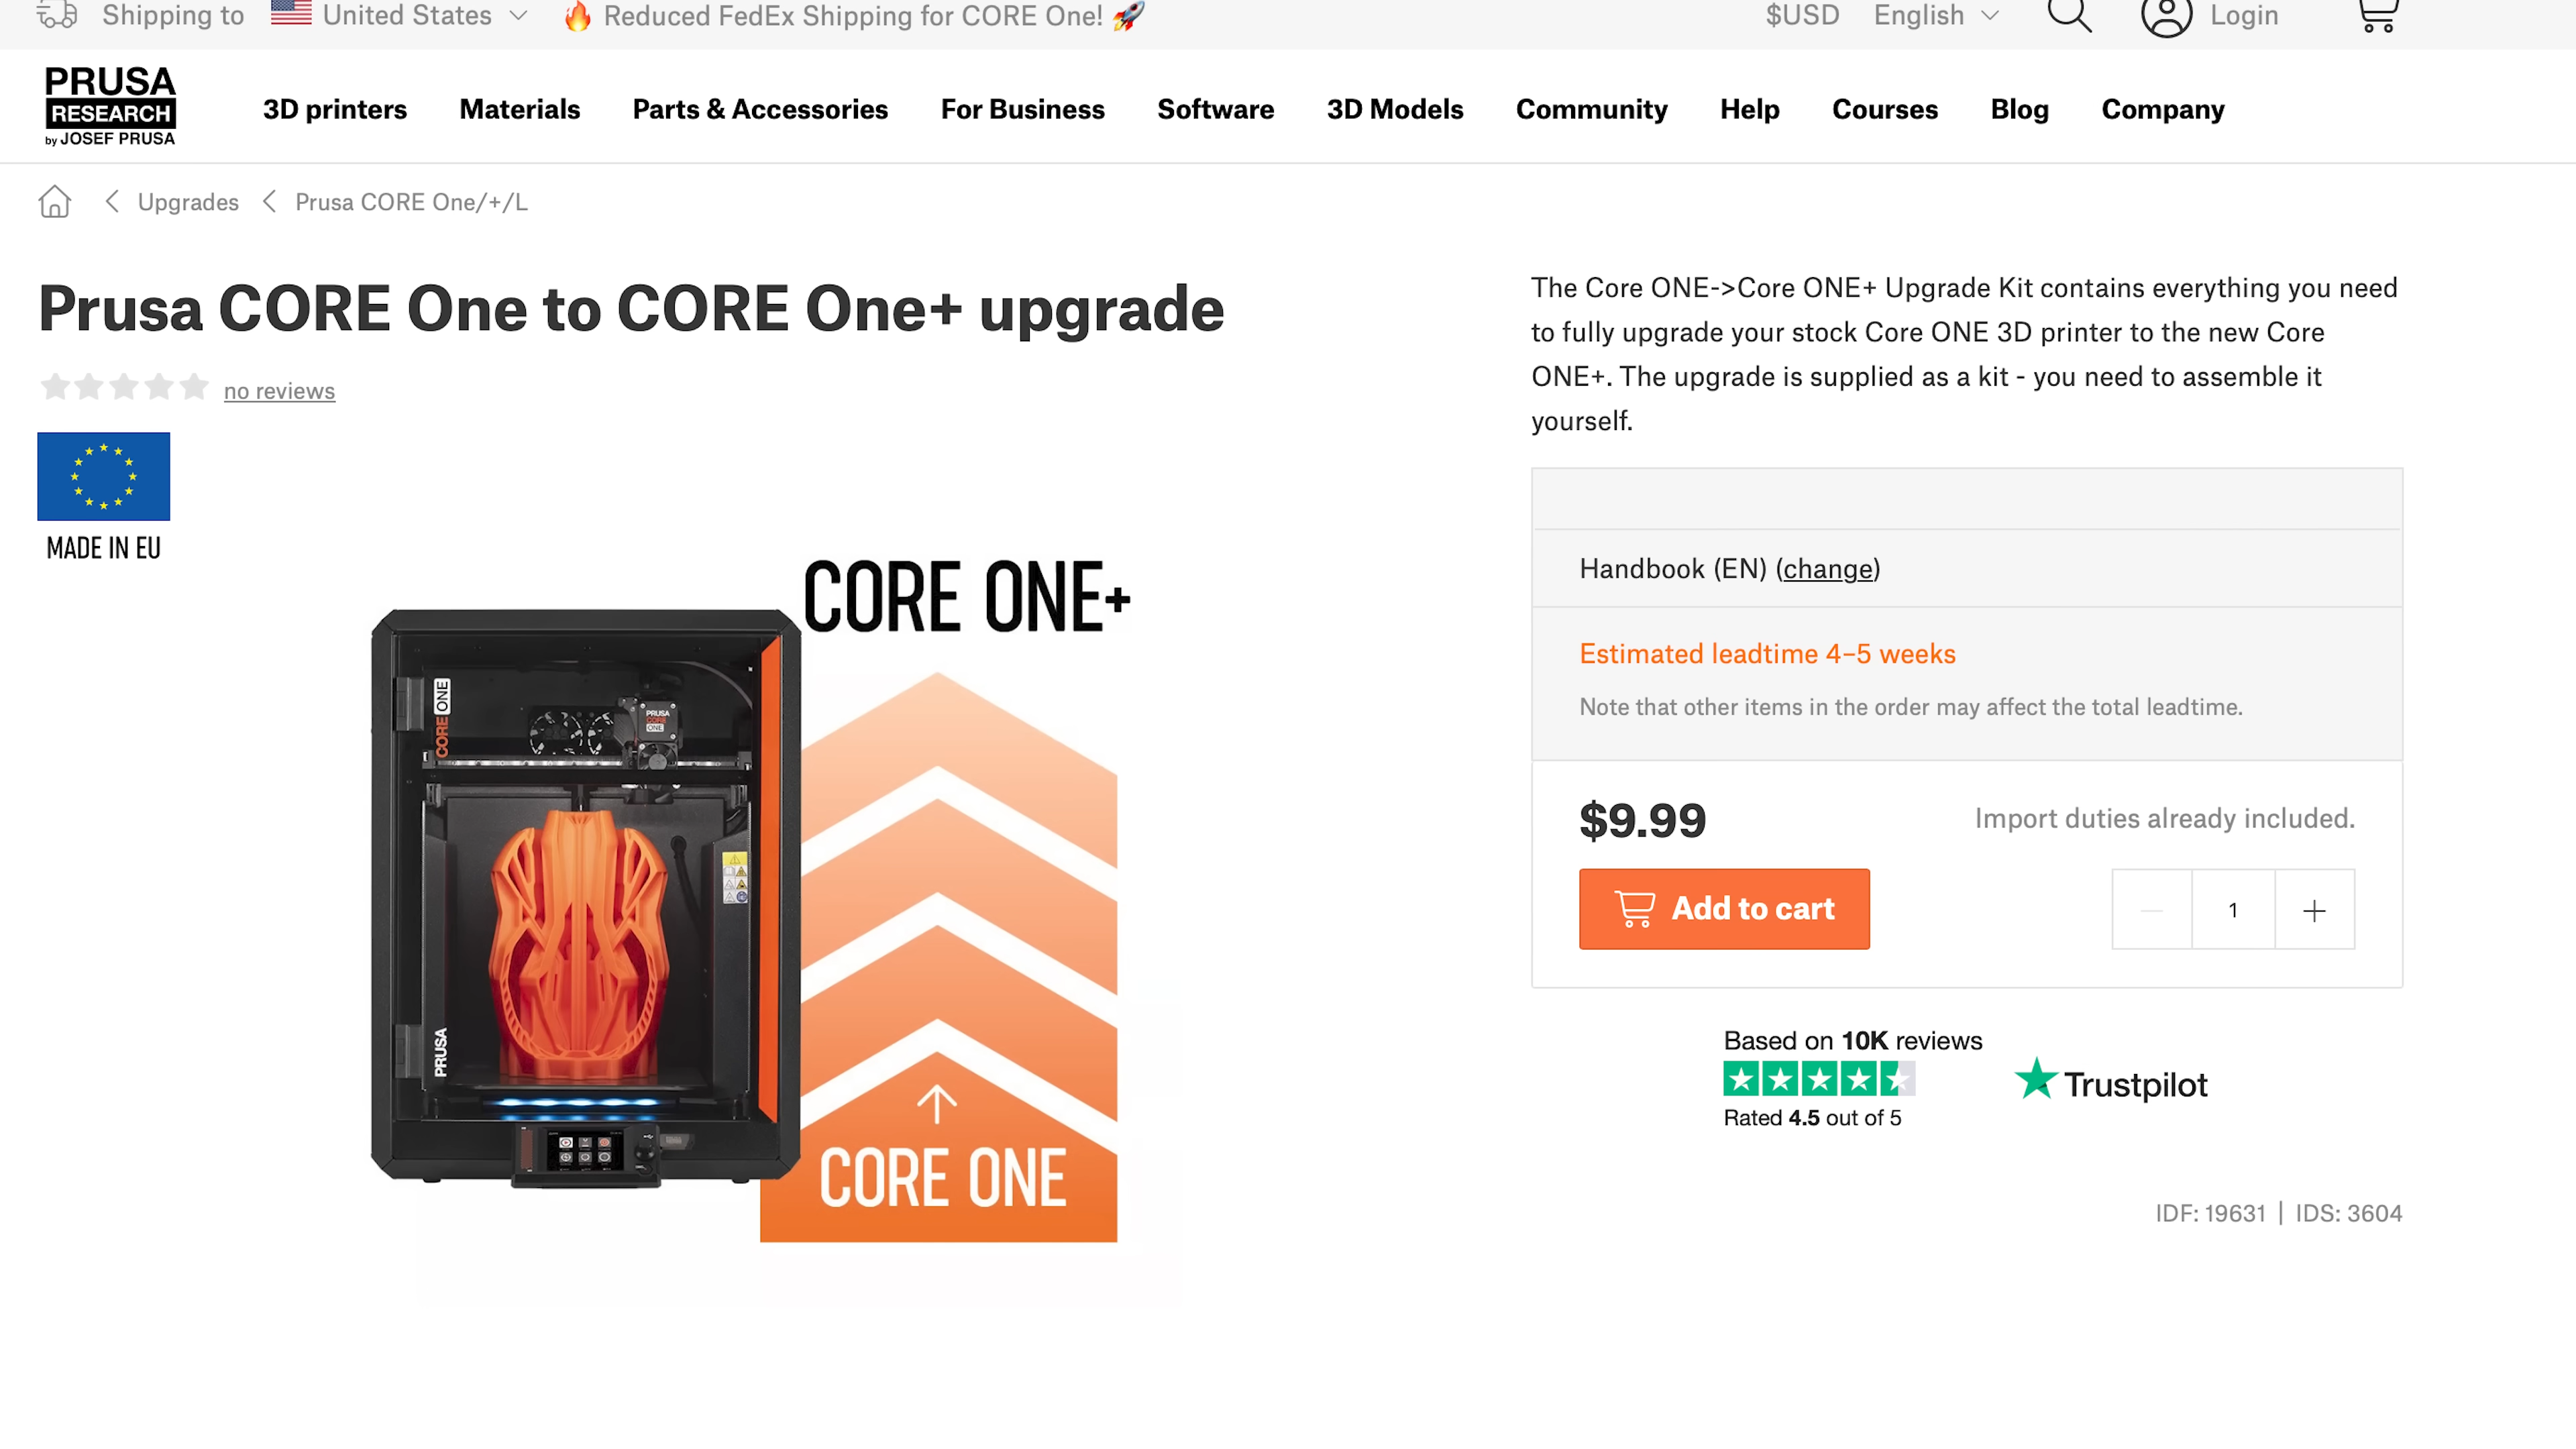 Shipping to United States 🔥 Reduced FedEx Shipping for CORE One! 🚀 $USD English Login
PRUSA
RESEARCH
by JOSEF PRUSA
3D printers Materials Parts & Accessories For Business Software 3D Models Community Help Courses Blog Company
Upgrades Prusa CORE One/+/L
Prusa CORE One to CORE One+ upgrade
no reviews
MADE IN EU
CORE ONE+
CORE ONE
PRUSA
CORE
ONE
PRUSA
CORE ONE
The Core ONE->Core ONE+ Upgrade Kit contains everything you need
to fully upgrade your stock Core ONE 3D printer to the new Core
ONE+. The upgrade is supplied as a kit - you need to assemble it
yourself.
Handbook (EN) (change)
Estimated leadtime 4–5 weeks
Note that other items in the order may affect the total leadtime.
$9.99 Import duties already included.
Add to cart 1
Based on 10K reviews
Trustpilot
Rated 4.5 out of 5
IDF: 19631 | IDS: 3604